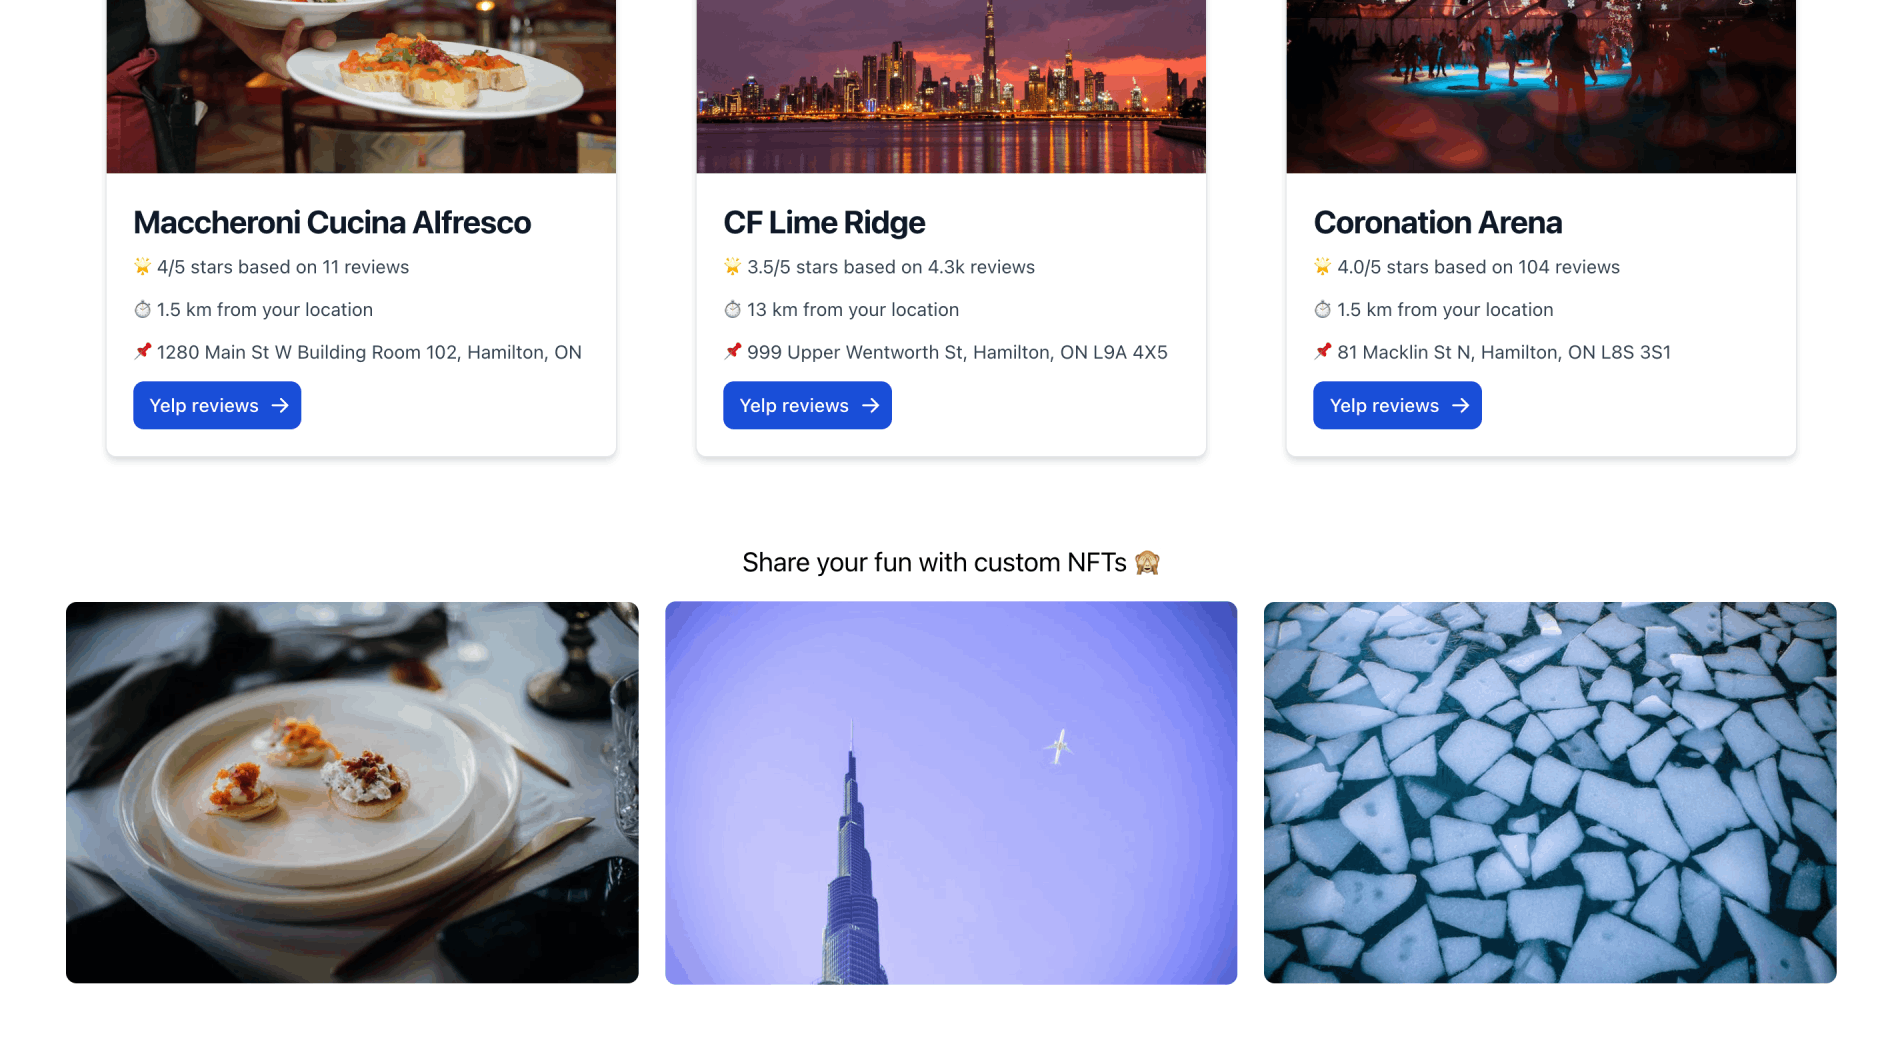 Maccheroni Cucina Alfresco
🌟 4/5 stars based on 11 reviews
⏱ 1.5 km from your location
📌 1280 Main St W Building Room 102, Hamilton, ON
Yelp reviews →
CF Lime Ridge
🌟 3.5/5 stars based on 4.3k reviews
⏱ 13 km from your location
📌 999 Upper Wentworth St, Hamilton, ON L9A 4X5
Yelp reviews →
Coronation Arena
🌟 4.0/5 stars based on 104 reviews
⏱ 1.5 km from your location
📌 81 Macklin St N, Hamilton, ON L8S 3S1
Yelp reviews →
Share your fun with custom NFTs 🙈